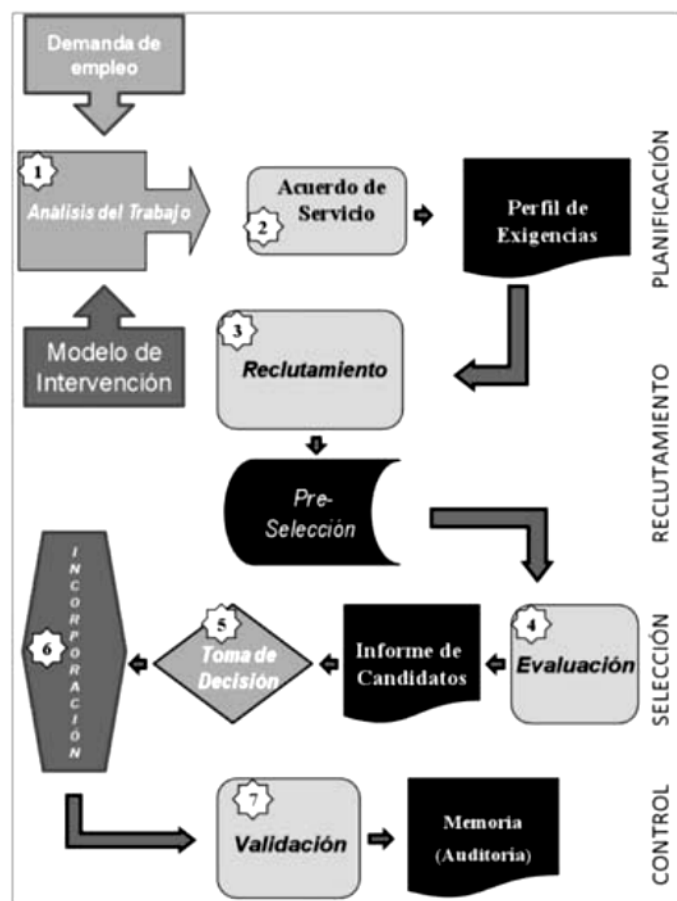 Demanda de
empleo
1
Análisis del Trabajo
Acuerdo de
Servicio
2
Perfil de
Exigencias
PLANIFICACIÓN
Modelo de
Intervención
3
Reclutamiento
RECLUTAMIENTO
Pre-
Selección
4
Evaluación
SELECCIÓN
Informe de
Candidatos
5
Toma de
Decisión
6
INCORPORACIÓN
7
Validación
Memoria
(Auditoría)
CONTROL